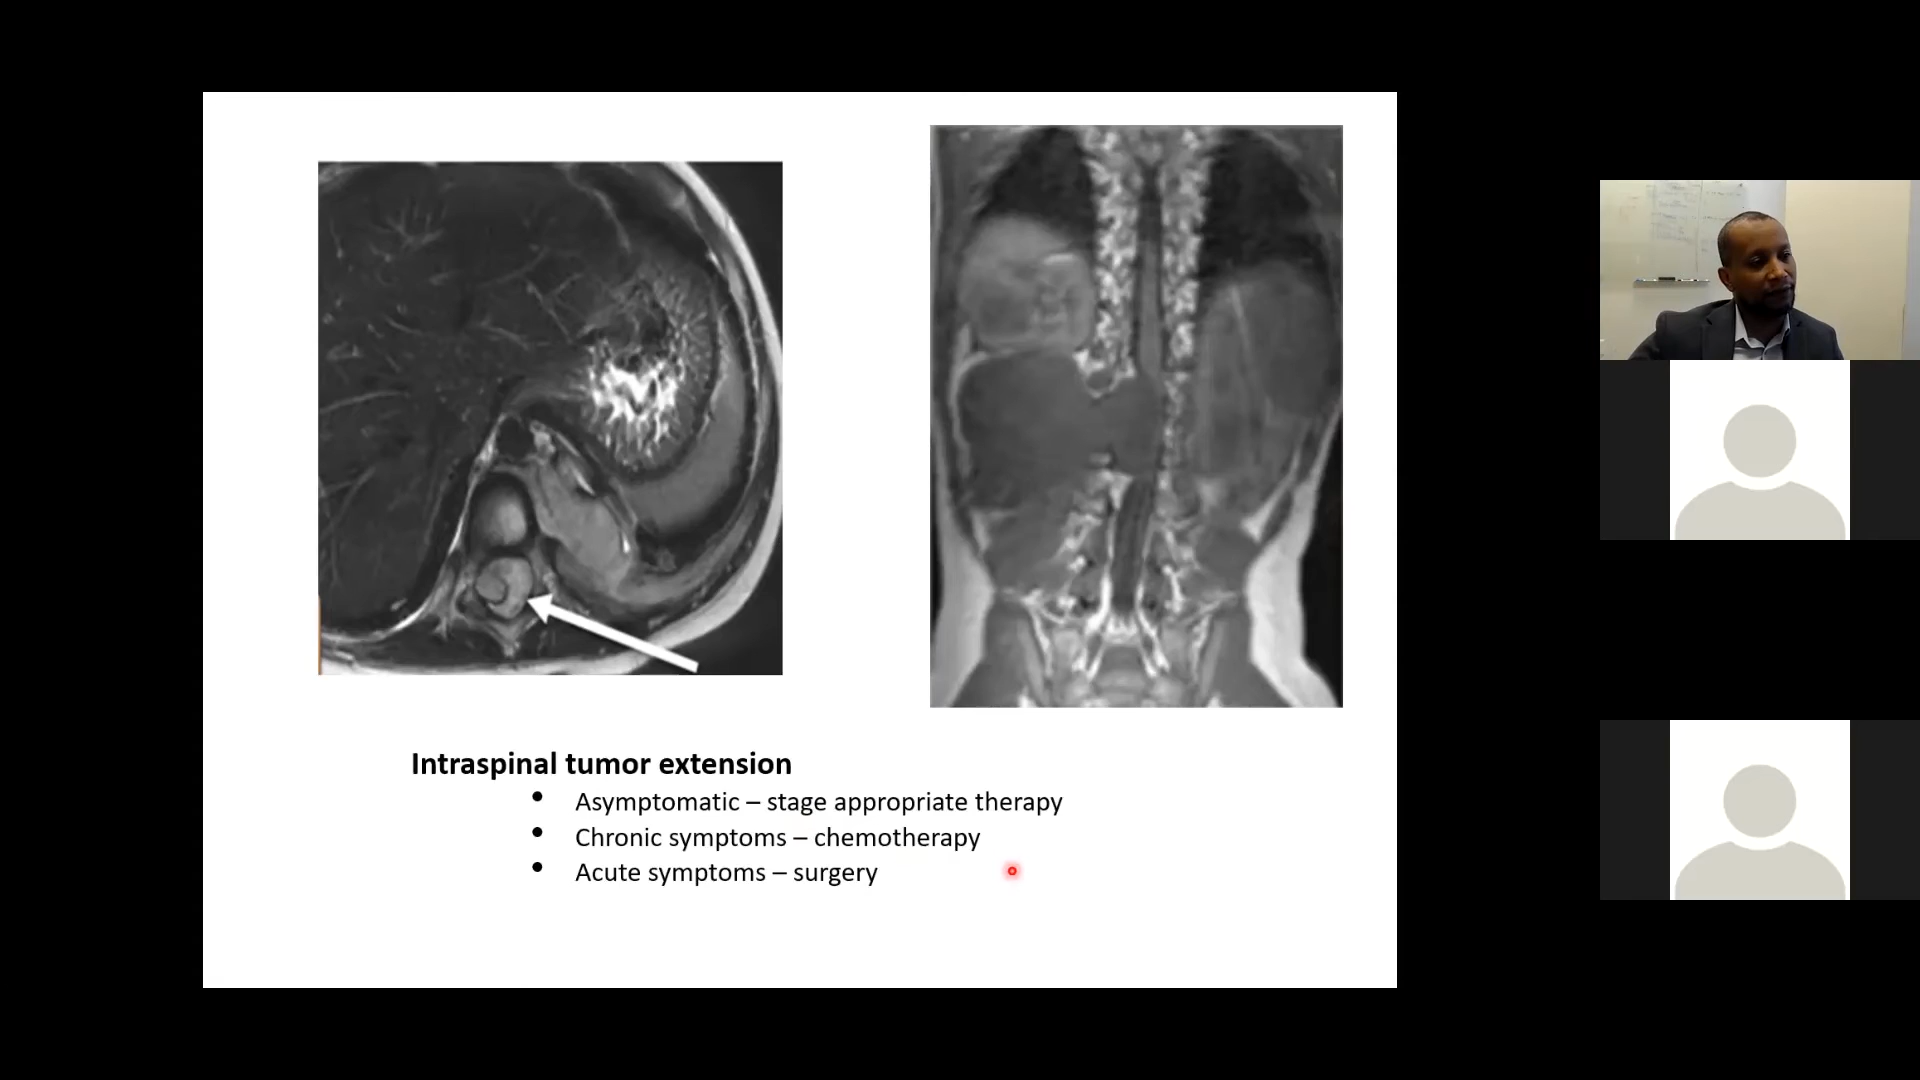 Intraspinal tumor extension
• Asymptomatic – stage appropriate therapy
• Chronic symptoms – chemotherapy
• Acute symptoms – surgery